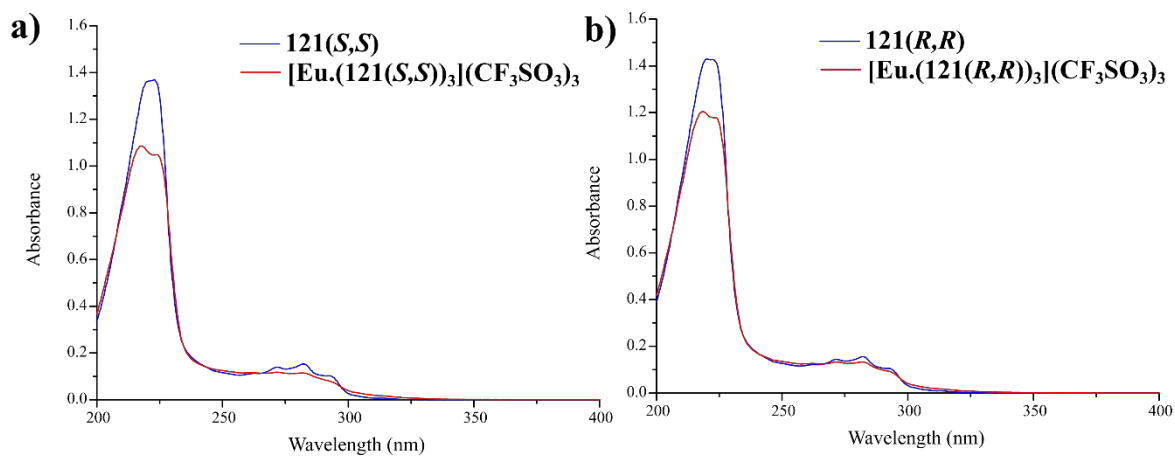 a)
121(S,S)
[Eu.(121(S,S))3](CF3SO3)3
Absorbance
1.6
1.4
1.2
1.0
0.8
0.6
0.4
0.2
0.0
200
250
300
350
400
Wavelength (nm)
b)
121(R,R)
[Eu.(121(R,R))3](CF3SO3)3
Absorbance
1.6
1.4
1.2
1.0
0.8
0.6
0.4
0.2
0.0
200
250
300
350
400
Wavelength (nm)